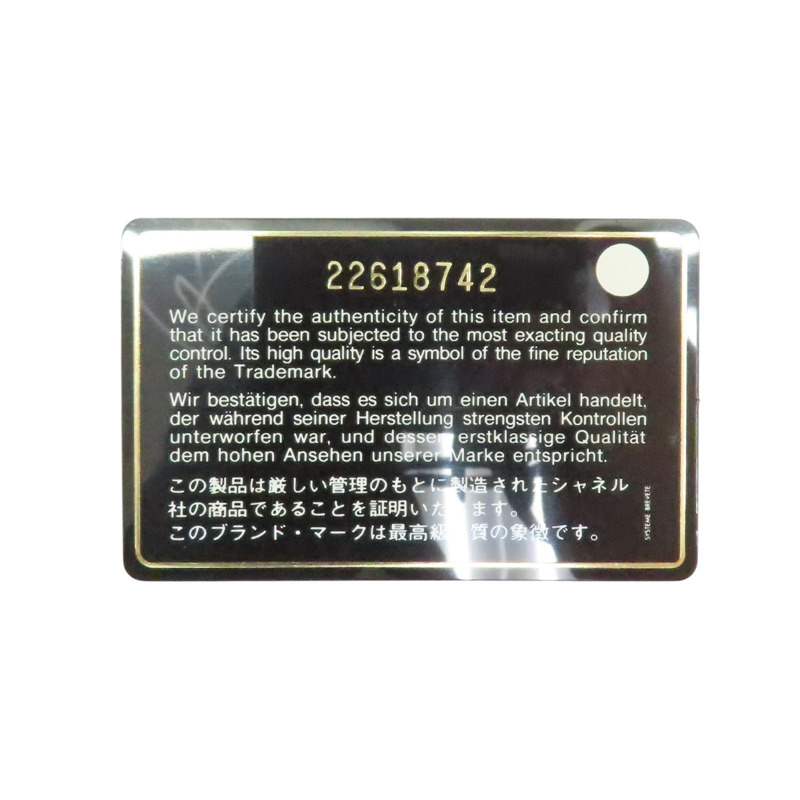 22618742
We certify the authenticity of this item and confirm
that it has been subjected to the most exacting quality
control. Its high quality is a symbol of the fine reputation
of the Trademark.
Wir bestätigen, dass es sich um einen Artikel handelt,
der während seiner Herstellung strengsten Kontrollen
unterworfen war, und dessen erstklassige Qualität
dem hohen Ansehen unserer Marke entspricht.
この製品は厳しい管理のもとに製造されたシャネル
社の商品であることを証明いたします。
このブランド・マークは最高級品質の象徴です。
SYSTEME BREVETE